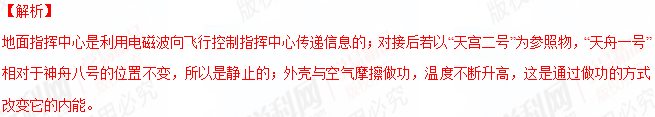 【解析】
地面指挥中心是利用电磁波向飞行控制指挥中心传递信息的；对接后若以“天宫二号”为参照物，“天舟一号”
相对于神舟八号的位置不变，所以是静止的；外壳与空气摩擦做功，温度不断升高，这是通过做功的方式
改变它的内能。